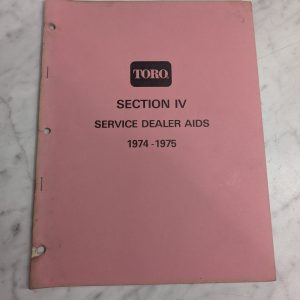 TORO
SECTION IV
SERVICE DEALER AIDS
1974-1975